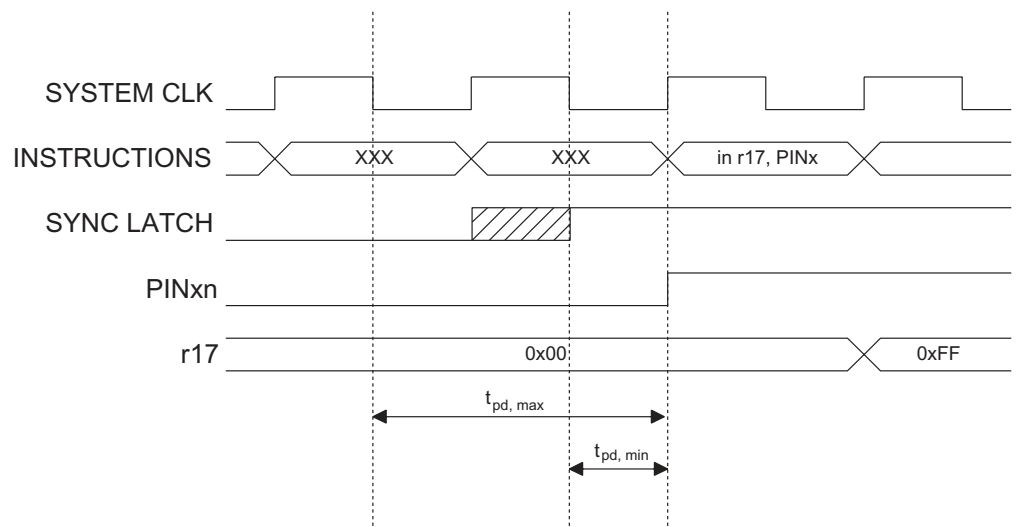 SYSTEM CLK
INSTRUCTIONS XXX XXX in r17, PINx
SYNC LATCH
PINxn
r17 0x00 0xFF
tpd, max
tpd, min